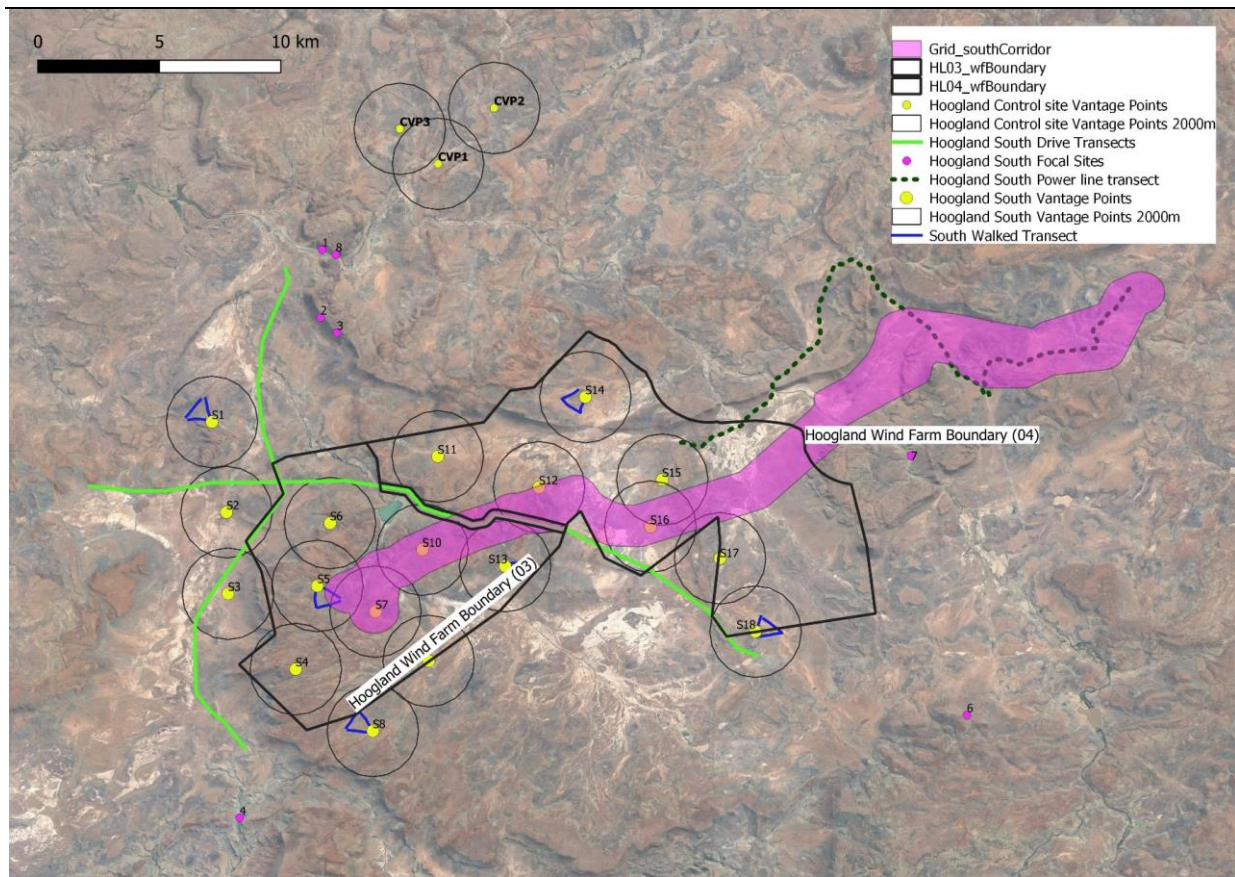 0 5 10 km
Grid_southCorridor
HL03_wfBoundary
HL04_wfBoundary
Hoogland Control site Vantage Points
Hoogland Control site Vantage Points 2000m
Hoogland South Drive Transects
Hoogland South Focal Sites
Hoogland South Power line transect
Hoogland South Vantage Points
Hoogland South Vantage Points 2000m
South Walked Transect
CVP2
CVP3
CVP1
1
8
2
3
S14
S1
S11
Hoogland Wind Farm Boundary (04)
7
S15
S12
S2
S6
S16
S10
S17
S13
S5
S3
S7
S18
Hoogland Wind Farm Boundary (03)
S4
6
S8
4